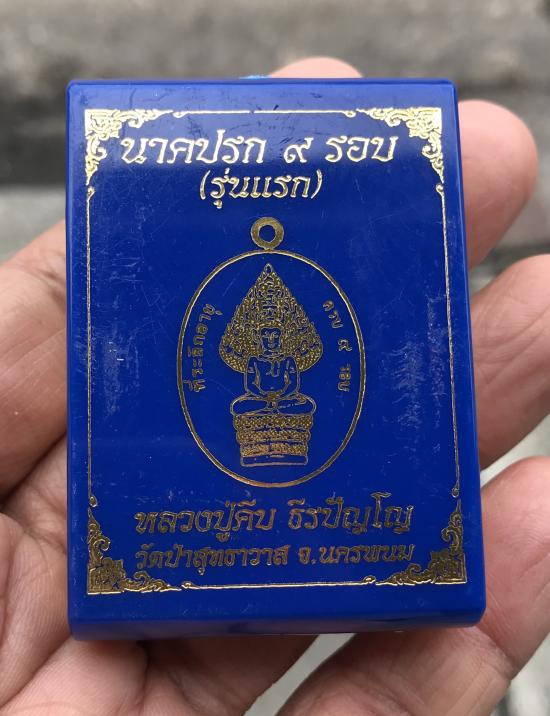 นาคปรก ๙ รอบ
(รุ่นแรก)
ที่ระลึกอายุ
ครบ ๙ รอบ
หลวงปู่คีบ ธีรปัญโญ
วัดป่าสุทธาวาส จ.นครพนม